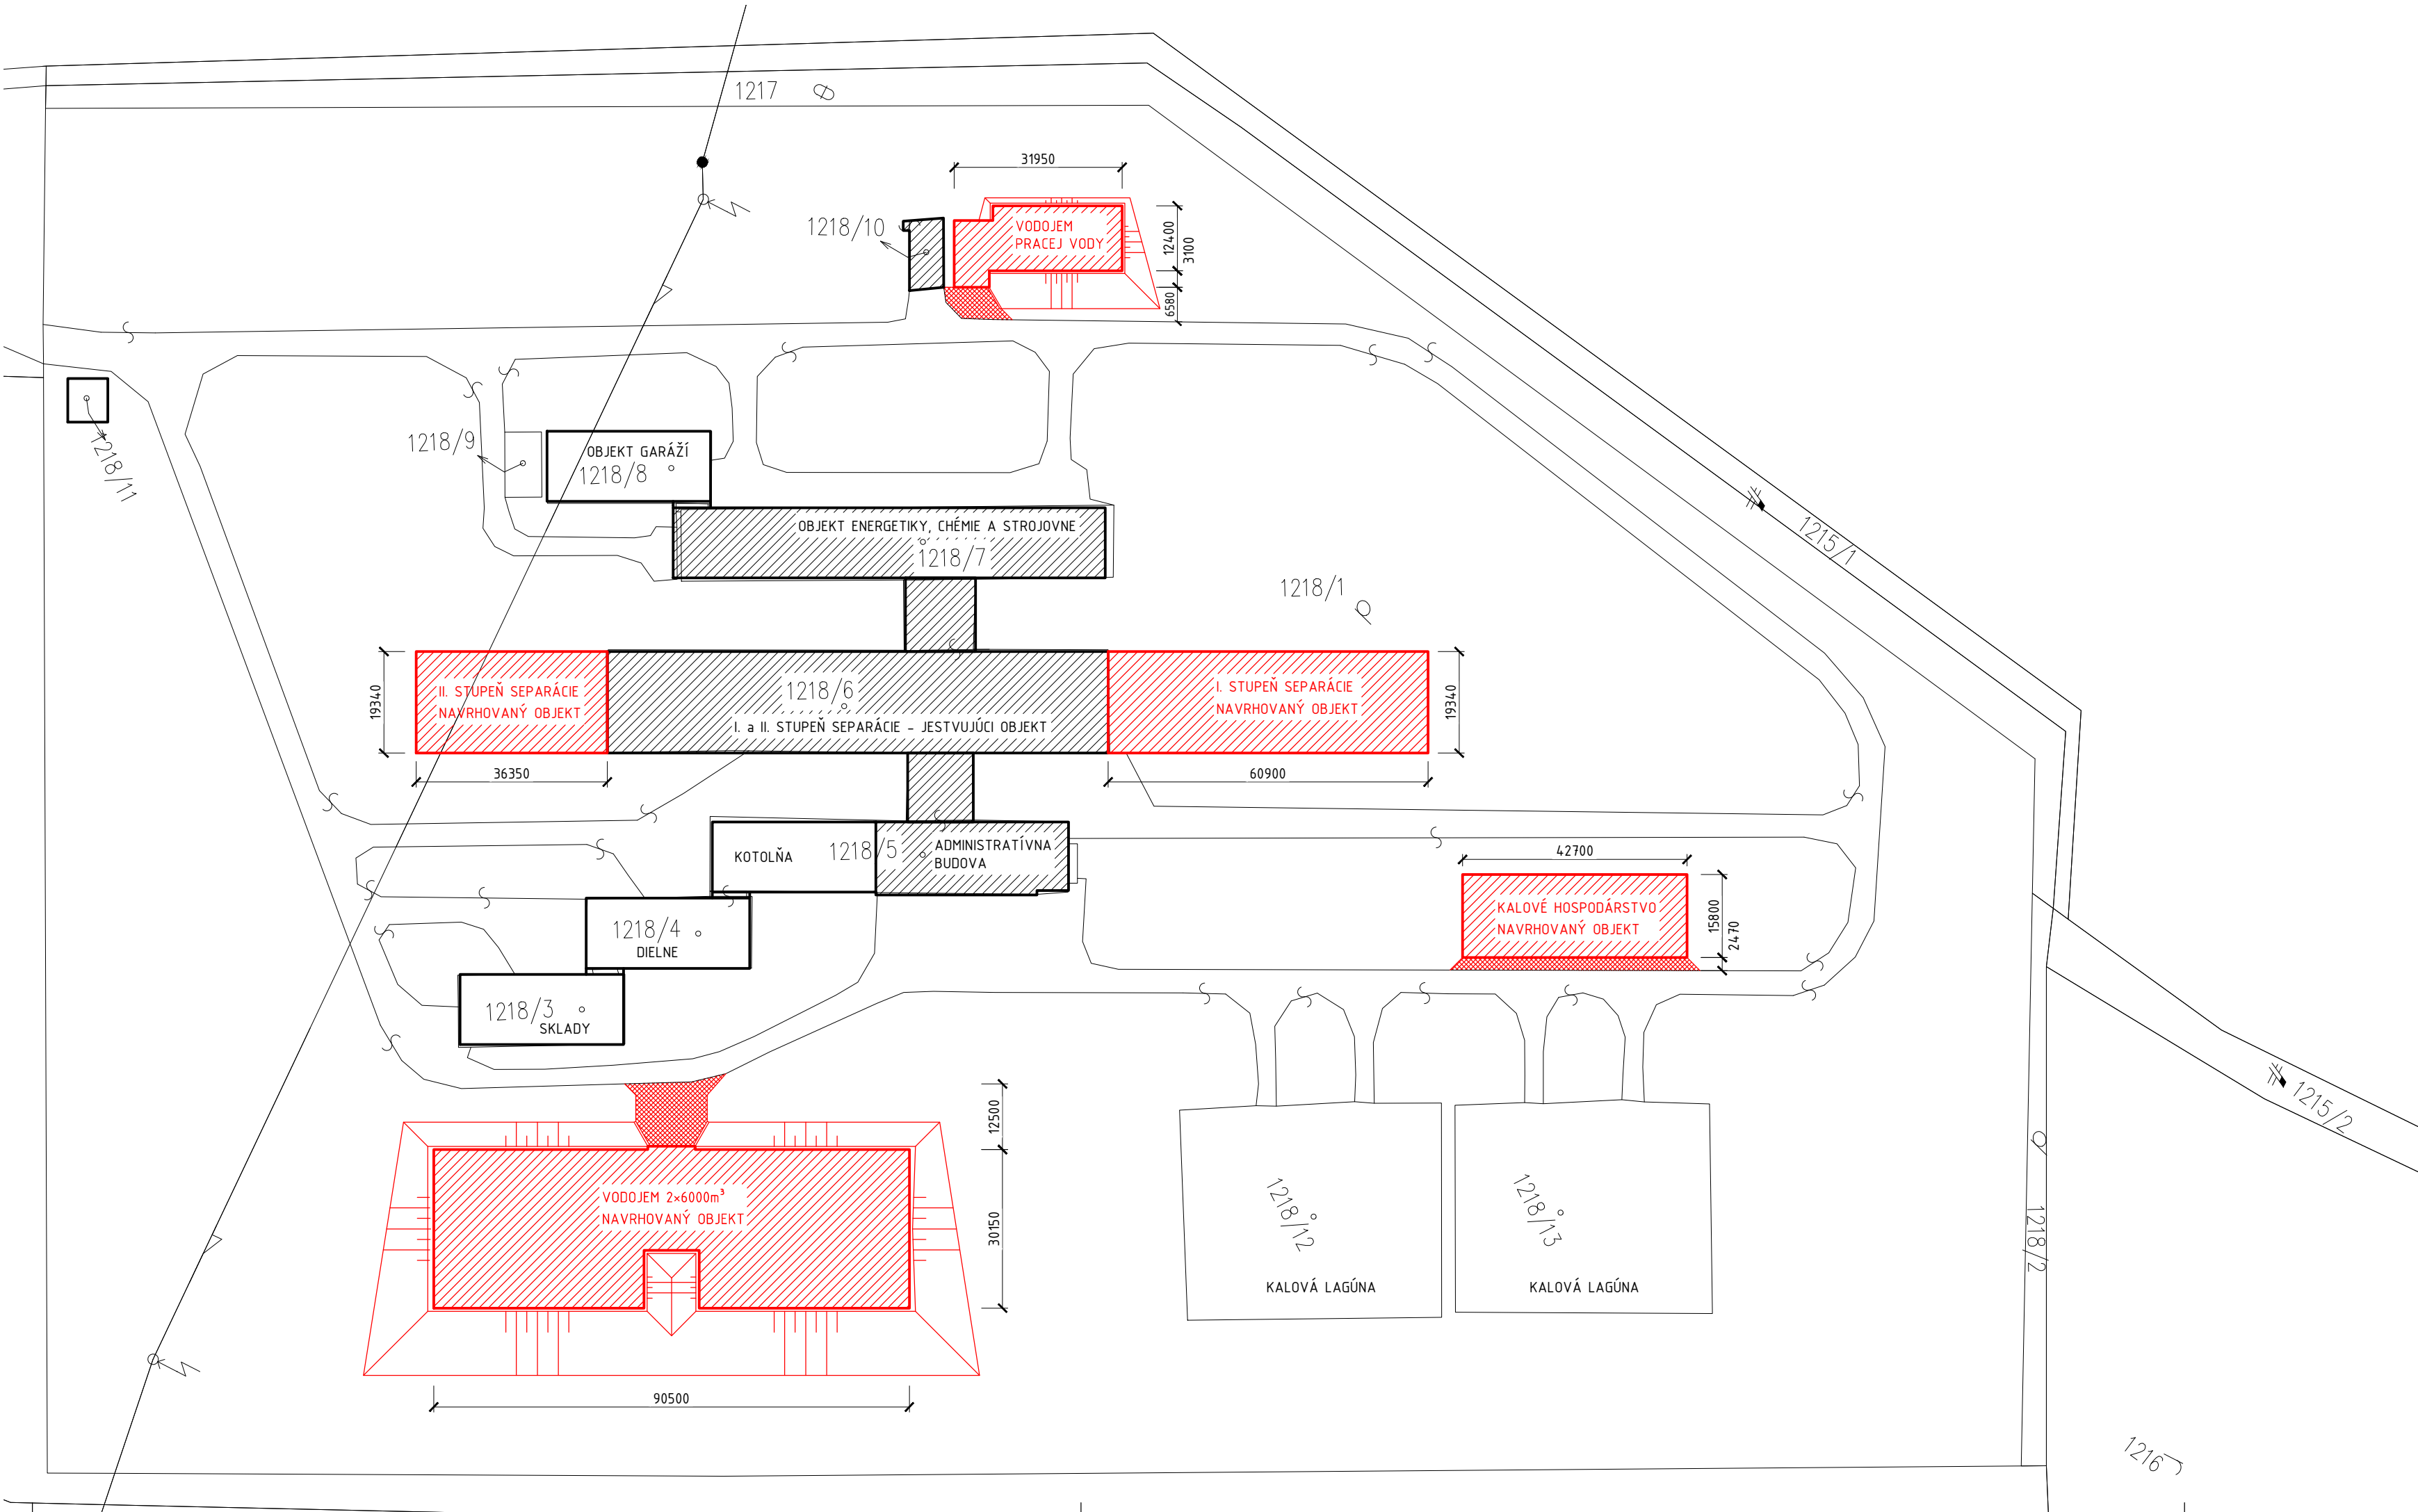 1217
31950
1218/10
VODOJEM
PRACEJ VODY
12400
3100
6580
1218/11
1218/9
OBJEKT GARÁŽÍ
1218/8
OBJEKT ENERGETIKY, CHÉMIE A STROJOVNE
1218/7
1215/1
1218/1
19340
II. STUPEŇ SEPARÁCIE
NAVRHOVANÝ OBJEKT
1218/6
I. a II. STUPEŇ SEPARÁCIE - JESTVUJÚCI OBJEKT
I. STUPEŇ SEPARÁCIE
NAVRHOVANÝ OBJEKT
19340
36350
60900
KOTOLŇA
1218/5
ADMINISTRATÍVNA
BUDOVA
42700
KALOVÉ HOSPODÁRSTVO
NAVRHOVANÝ OBJEKT
15800
2470
1218/4
DIELNE
1218/3
SKLADY
12500
1215/2
VODOJEM 2×6000m³
NAVRHOVANÝ OBJEKT
30150
1218/12
KALOVÁ LAGÚNA
1218/13
KALOVÁ LAGÚNA
1218/2
90500
1216